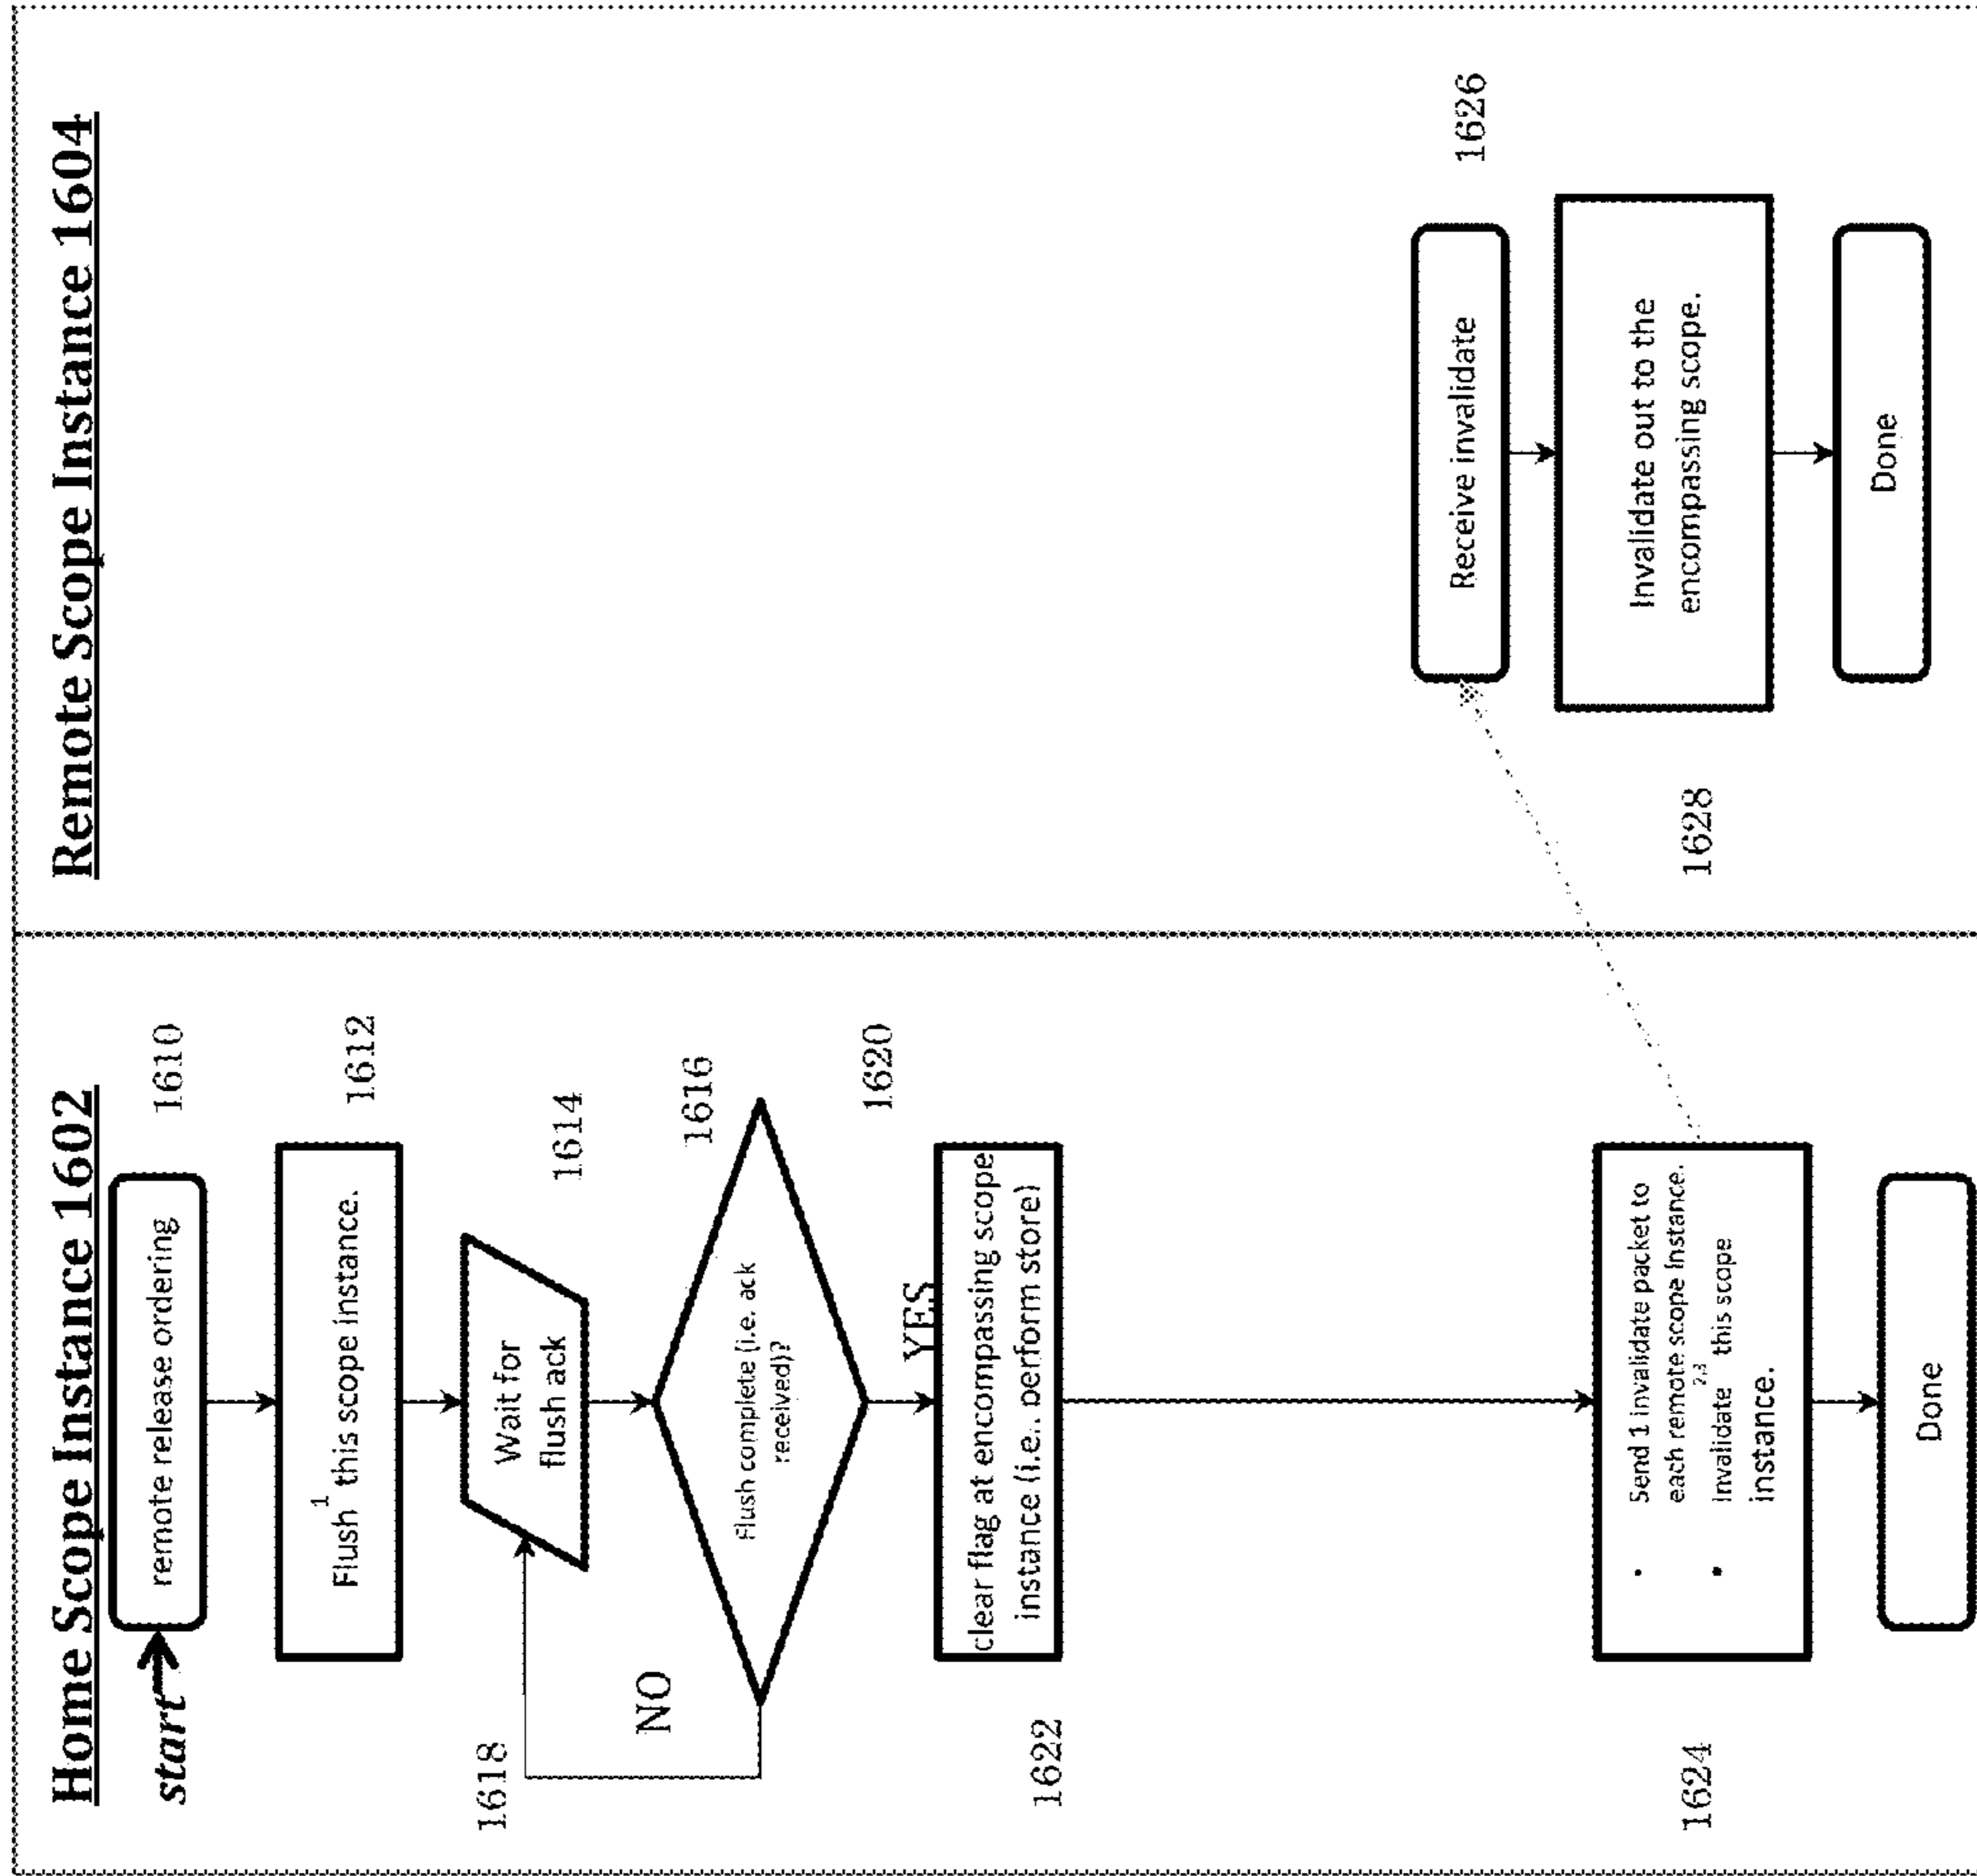 Home Scope Instance 1602
start
remote release ordering
1610
Flush 1 this scope instance.
1612
Wait for
flush ack
1614
1618
NO
Flush complete (i.e. ack
received)?
1616
YES
1620
clear flag at encompassing scope
instance (i.e.. perform store)
1622
• Send 1 invalidate packet to
each remote scope instance.
• Invalidate 2,3 this scope
instance.
1624
Done
Remote Scope Instance 1604
Receive invalidate
1626
Invalidate out to the
encompassing scope.
1628
Done